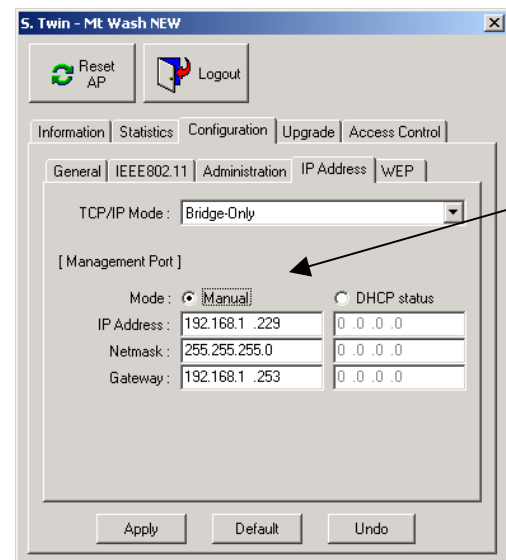 S. Twin - Mt Wash NEW
Reset AP
Logout
Information Statistics Configuration Upgrade Access Control
General IEEE802.11 Administration IP Address WEP
TCP/IP Mode : Bridge-Only
[ Management Port ]
Mode : Manual DHCP status
IP Address : 192.168.1 .229 0 .0 .0 .0
Netmask : 255.255.255.0 0 .0 .0 .0
Gateway : 192.168.1 .253 0 .0 .0 .0
Apply Default Undo